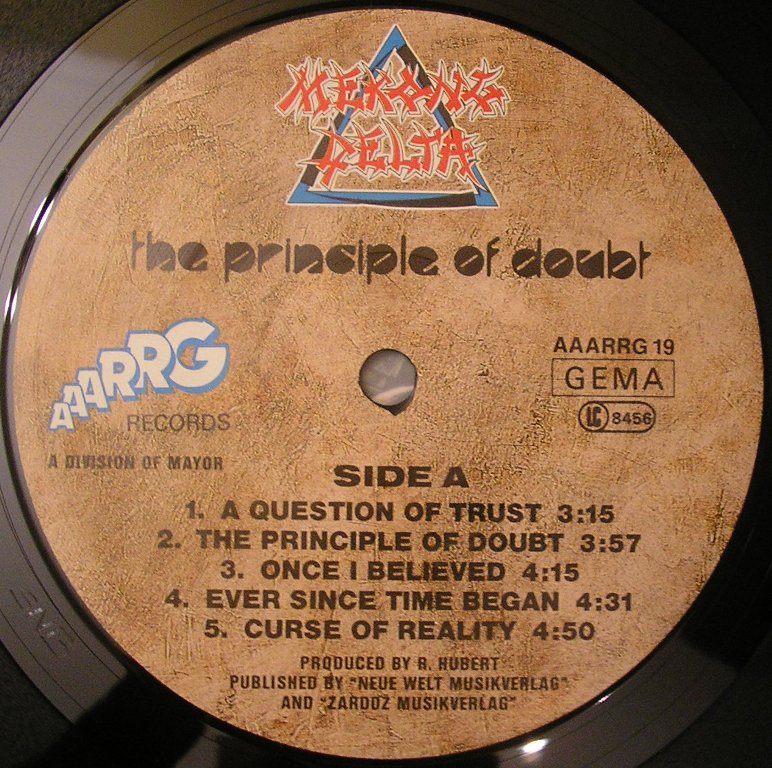 MEKONG
DELTA
the principle of doubt
AAARRG
RECORDS
A DIVISION OF MAYOR
AAARRG 19
GEMA
LC 8456
SIDE A
1. A QUESTION OF TRUST 3:15
2. THE PRINCIPLE OF DOUBT 3:57
3. ONCE I BELIEVED 4:15
4. EVER SINCE TIME BEGAN 4:31
5. CURSE OF REALITY 4:50
PRODUCED BY R. HUBERT
PUBLISHED BY "NEUE WELT MUSIKVERLAG"
AND "ZARDOZ MUSIKVERLAG"